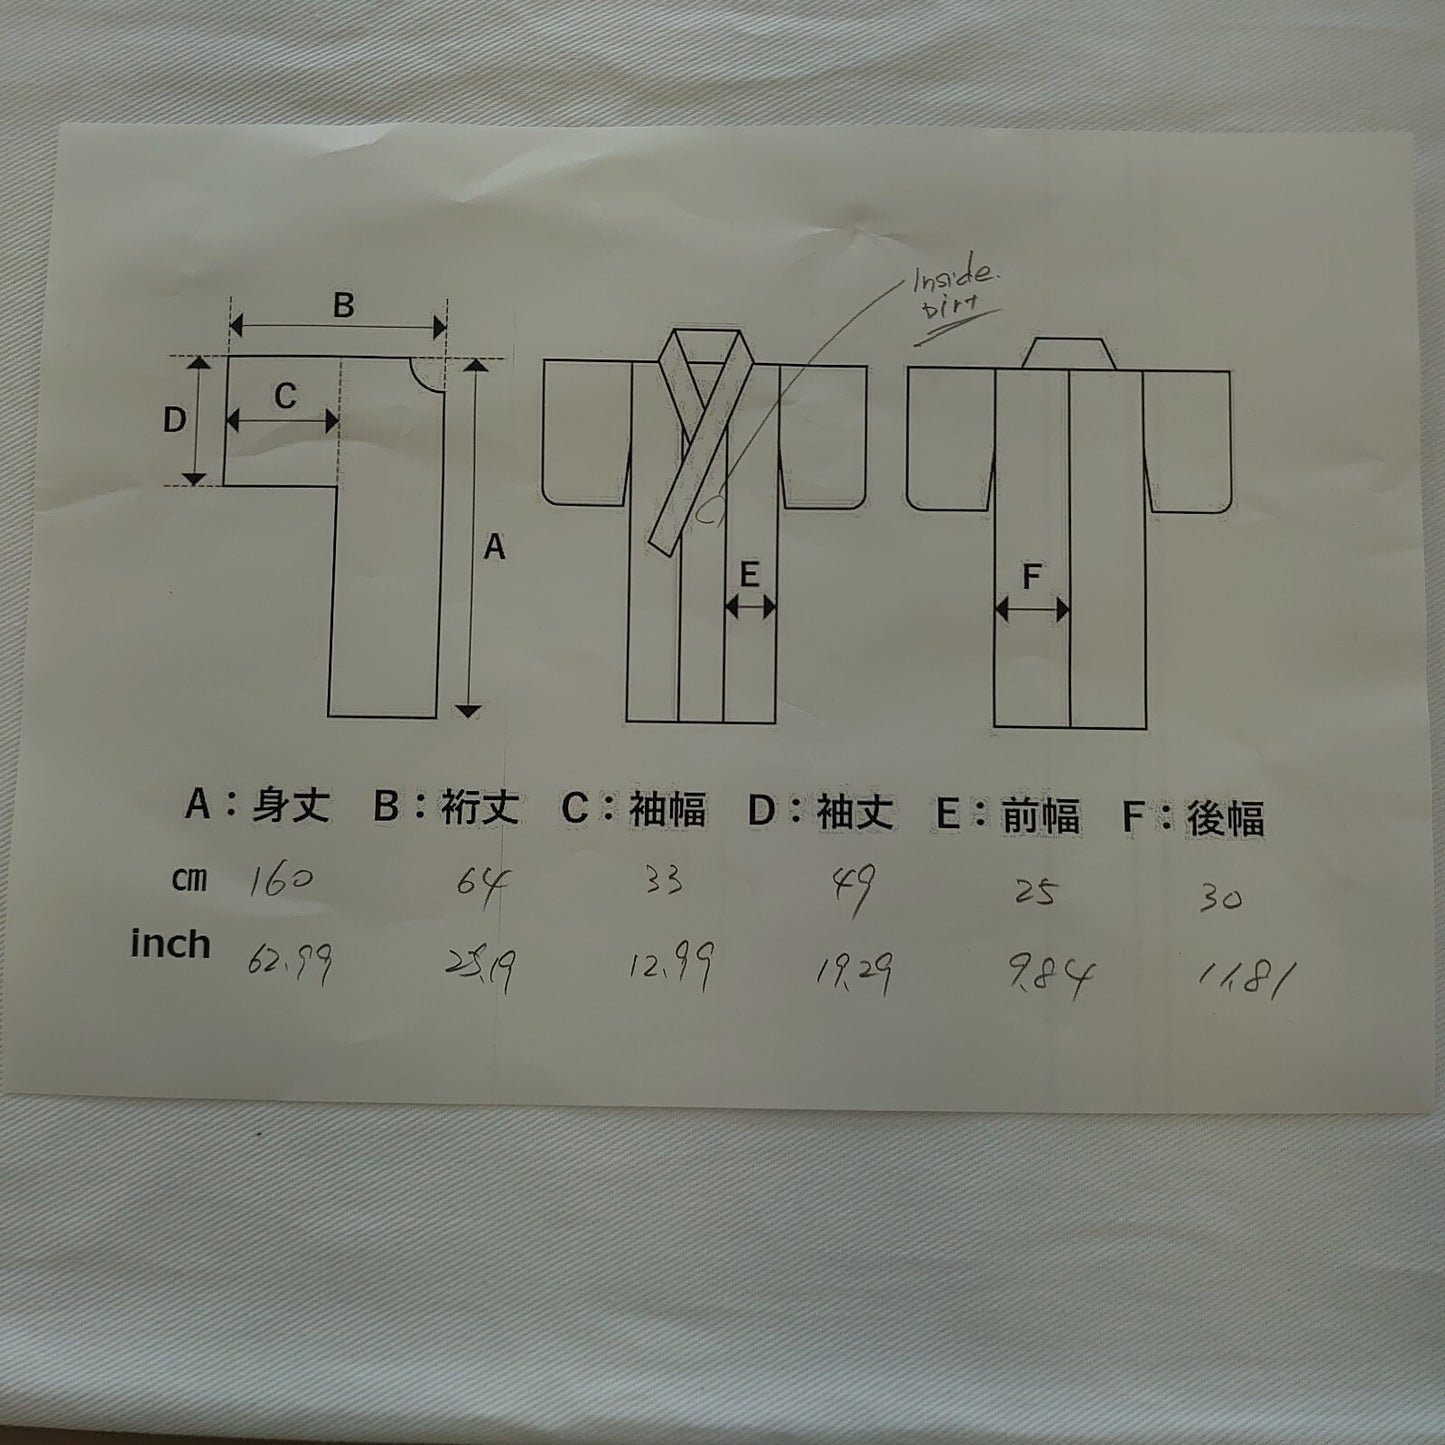 Inside.
Dirt
B
C
D
A
E
F
A：身丈 B：裄丈 C：袖幅 D：袖丈 E：前幅 F：後幅
cm 160 64 33 49 25 30
inch 62.99 25.19 12.99 19.29 9.84 11.81